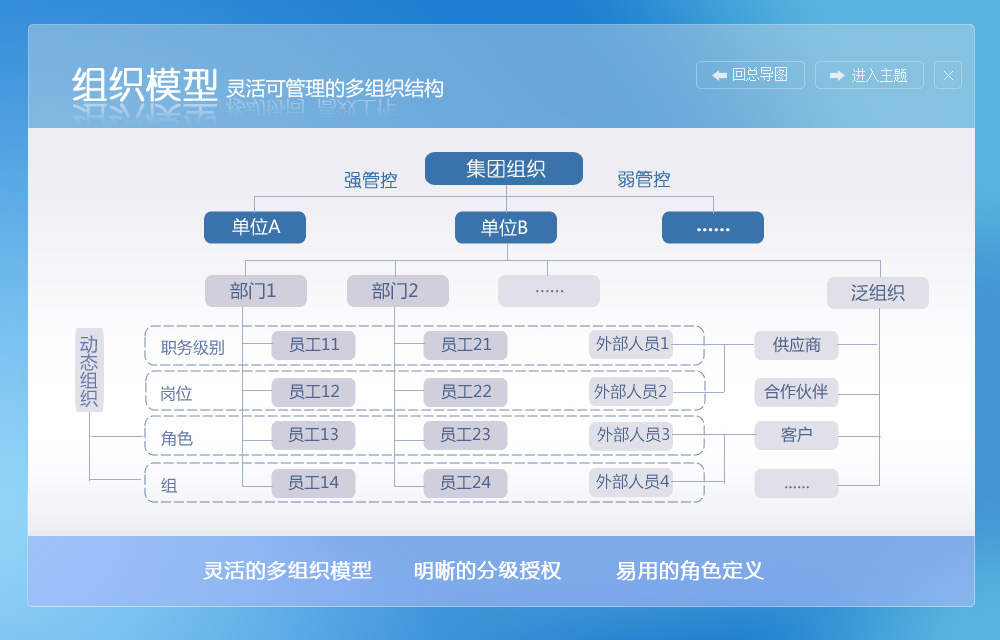 组织模型 灵活可管理的多组织结构
回总导图 进入主题
集团组织
强管控 弱管控
单位A 单位B ······
部门1 部门2 ······ 泛组织
动态组织
职务级别 员工11 员工21 外部人员1 供应商
岗位 员工12 员工22 外部人员2 合作伙伴
角色 员工13 员工23 外部人员3 客户
组 员工14 员工24 外部人员4 ······
灵活的多组织模型 明晰的分级授权 易用的角色定义